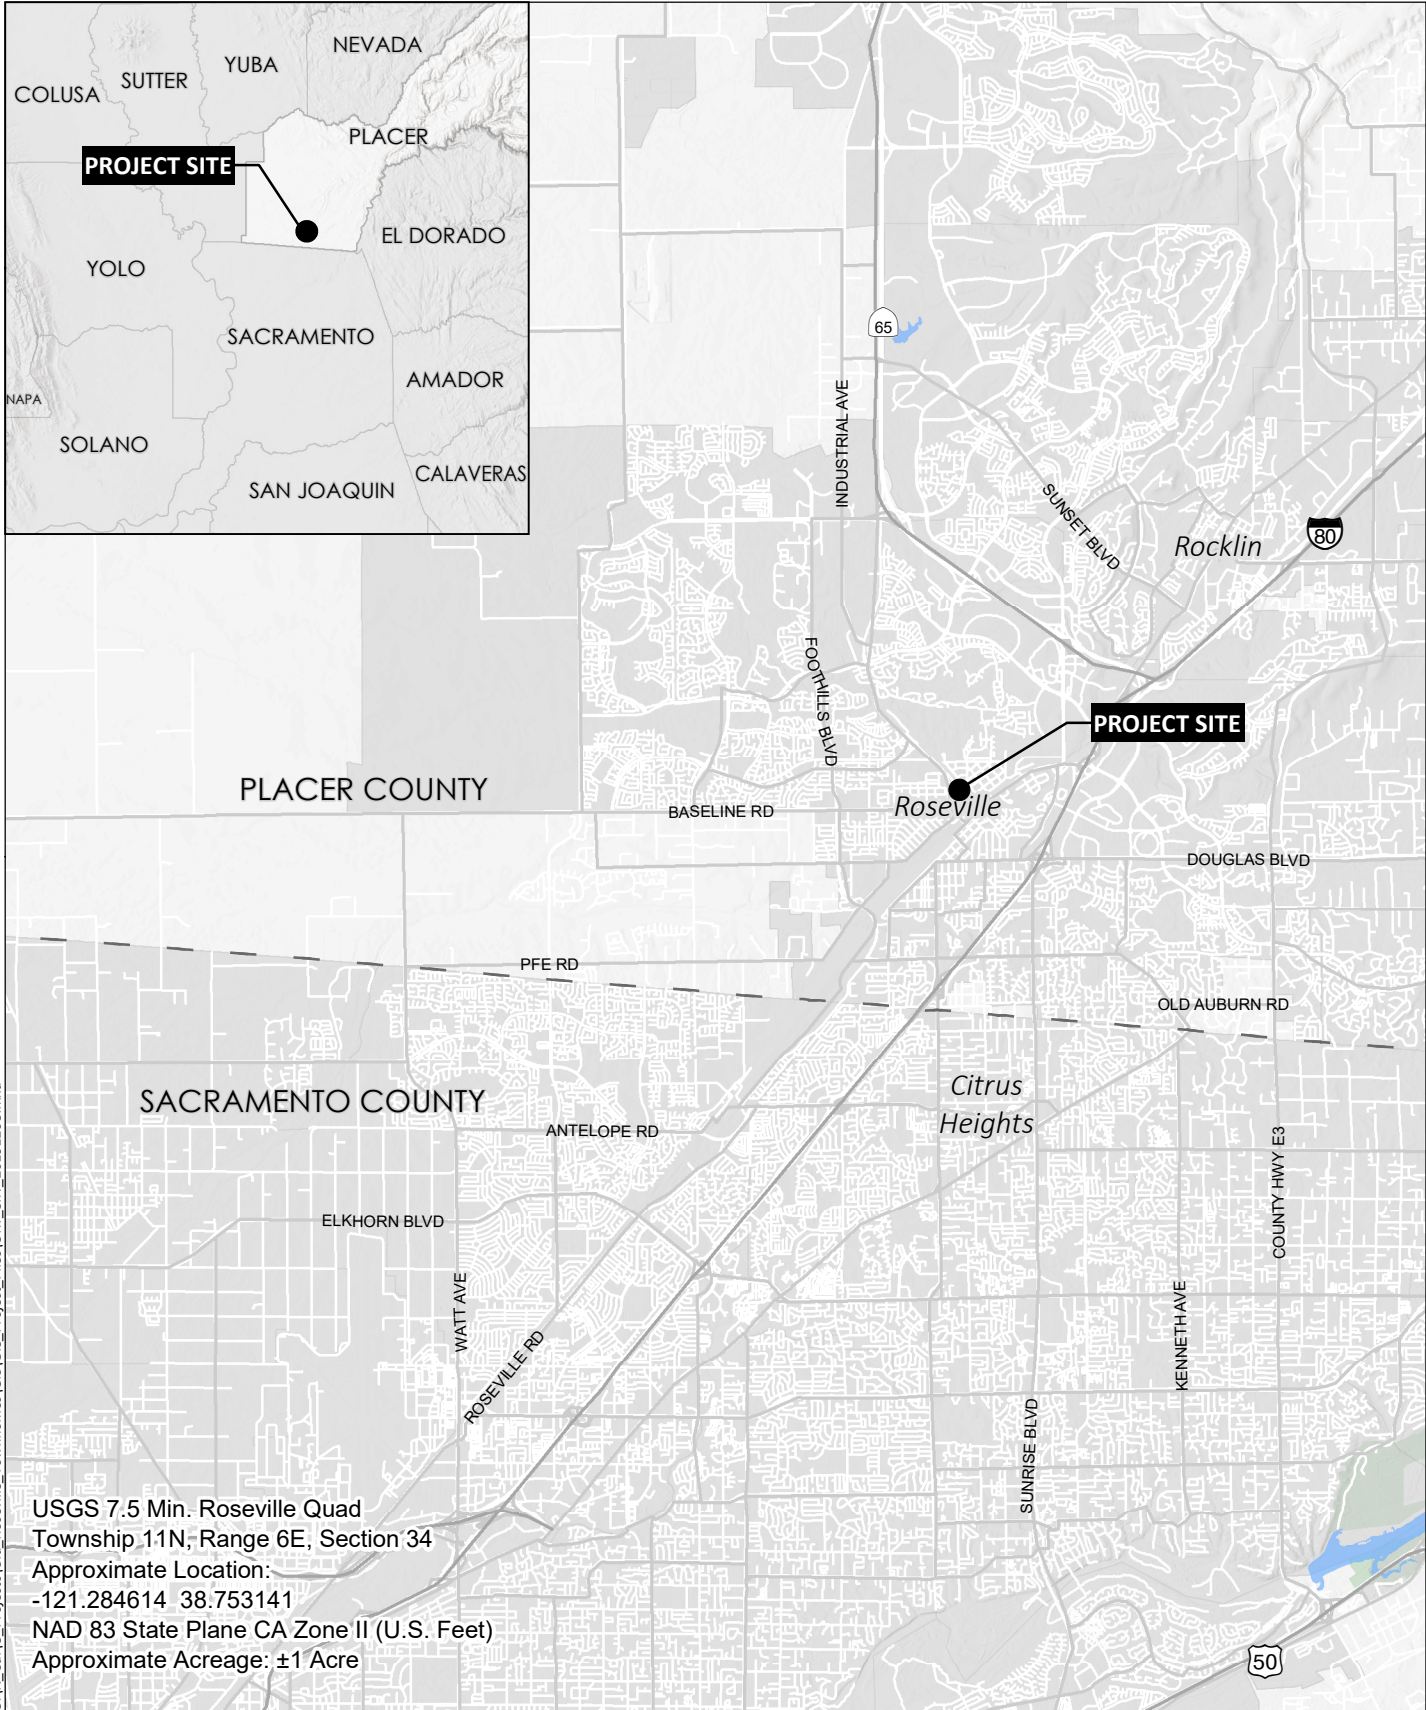 NEVADA
YUBA
SUTTER
COLUSA
PLACER
PROJECT SITE
EL DORADO
YOLO
SACRAMENTO
AMADOR
NAPA
SOLANO
CALAVERAS
SAN JOAQUIN
65
INDUSTRIAL AVE
SUNSET BLVD
Rocklin
80
FOOTHILLS BLVD
PROJECT SITE
PLACER COUNTY
BASELINE RD
Roseville
DOUGLAS BLVD
PFE RD
OLD AUBURN RD
SACRAMENTO COUNTY
Citrus
Heights
ANTELOPE RD
COUNTY HWY E3
ELKHORN BLVD
WATT AVE
KENNETH AVE
ROSEVILLE RD
SUNRISE BLVD
USGS 7.5 Min. Roseville Quad
Township 11N, Range 6E, Section 34
Approximate Location:
-121.284614 38.753141
NAD 83 State Plane CA Zone II (U.S. Feet)
Approximate Acreage: ±1 Acre
50